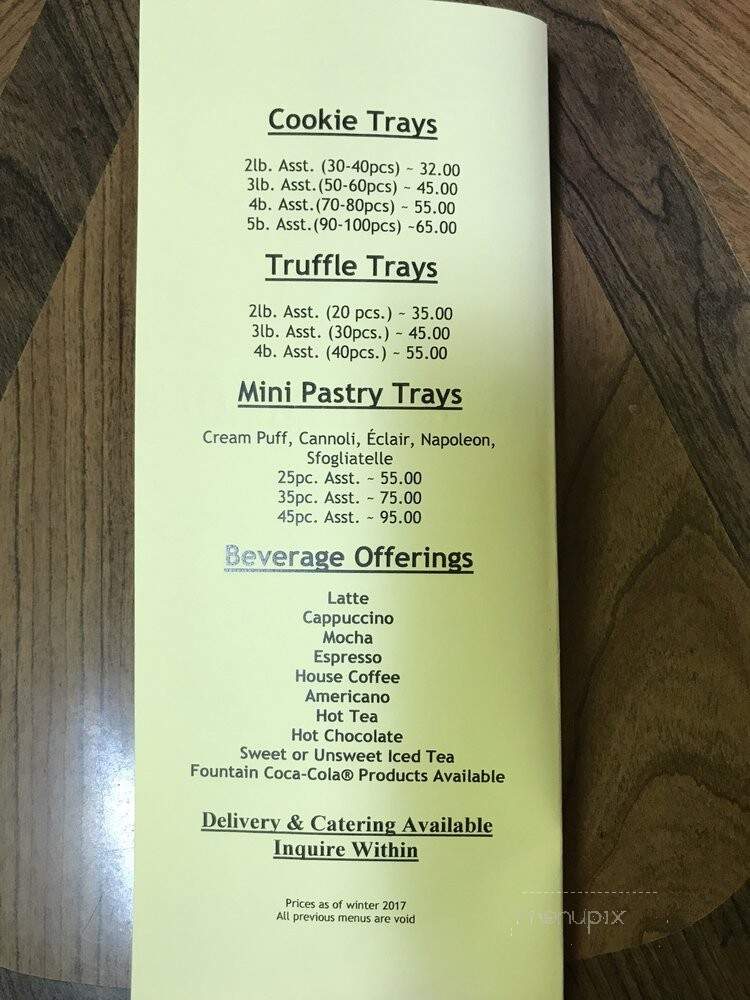 Cookie Trays
2lb. Asst. (30-40pcs) ~ 32.00
3lb. Asst.(50-60pcs) ~ 45.00
4b. Asst.(70-80pcs) ~ 55.00
5b. Asst.(90-100pcs) ~65.00
Truffle Trays
2lb. Asst. (20 pcs.) ~ 35.00
3lb. Asst. (30pcs.) ~ 45.00
4b. Asst. (40pcs.) ~ 55.00
Mini Pastry Trays
Cream Puff, Cannoli, Éclair, Napoleon,
Sfogliatelle
25pc. Asst. ~ 55.00
35pc. Asst. ~ 75.00
45pc. Asst. ~ 95.00
Beverage Offerings
Latte
Cappuccino
Mocha
Espresso
House Coffee
Americano
Hot Tea
Hot Chocolate
Sweet or Unsweet Iced Tea
Fountain Coca-Cola® Products Available
Delivery & Catering Available
Inquire Within
Prices as of winter 2017
All previous menus are void
menupix